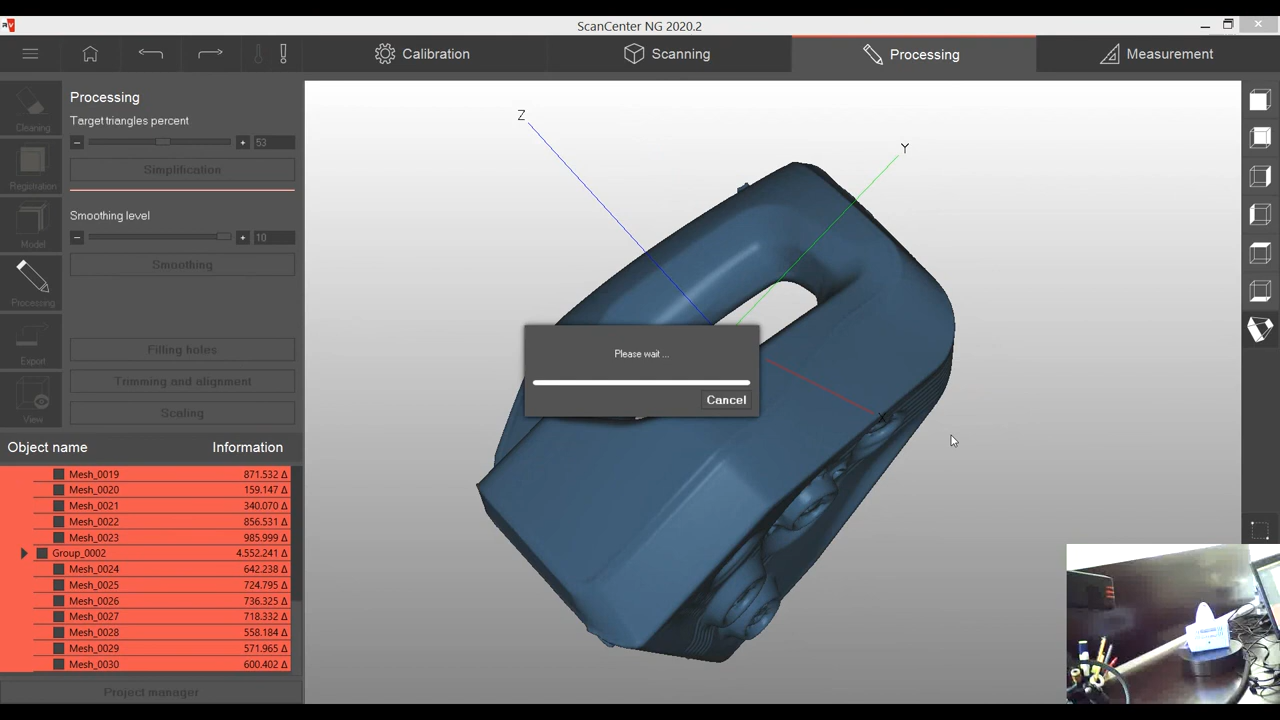 ScanCenter NG 2020.2
Calibration
Scanning
Processing
Measurement
Cleaning
Registration
Model
Processing
Export
View
Processing
Target triangles percent
− + 53
Simplification
Smoothing level
− + 10
Smoothing
Filling holes
Trimming and alignment
Scaling
Object name Information
Mesh_0019 871.532 Δ
Mesh_0020 159.147 Δ
Mesh_0021 340.070 Δ
Mesh_0022 856.531 Δ
Mesh_0023 985.999 Δ
Group_0002 4.552.241 Δ
Mesh_0024 642.238 Δ
Mesh_0025 724.795 Δ
Mesh_0026 736.325 Δ
Mesh_0027 718.332 Δ
Mesh_0028 558.184 Δ
Mesh_0029 571.965 Δ
Mesh_0030 600.402 Δ
Project manager
Z
Y
X
Please wait ...
Cancel